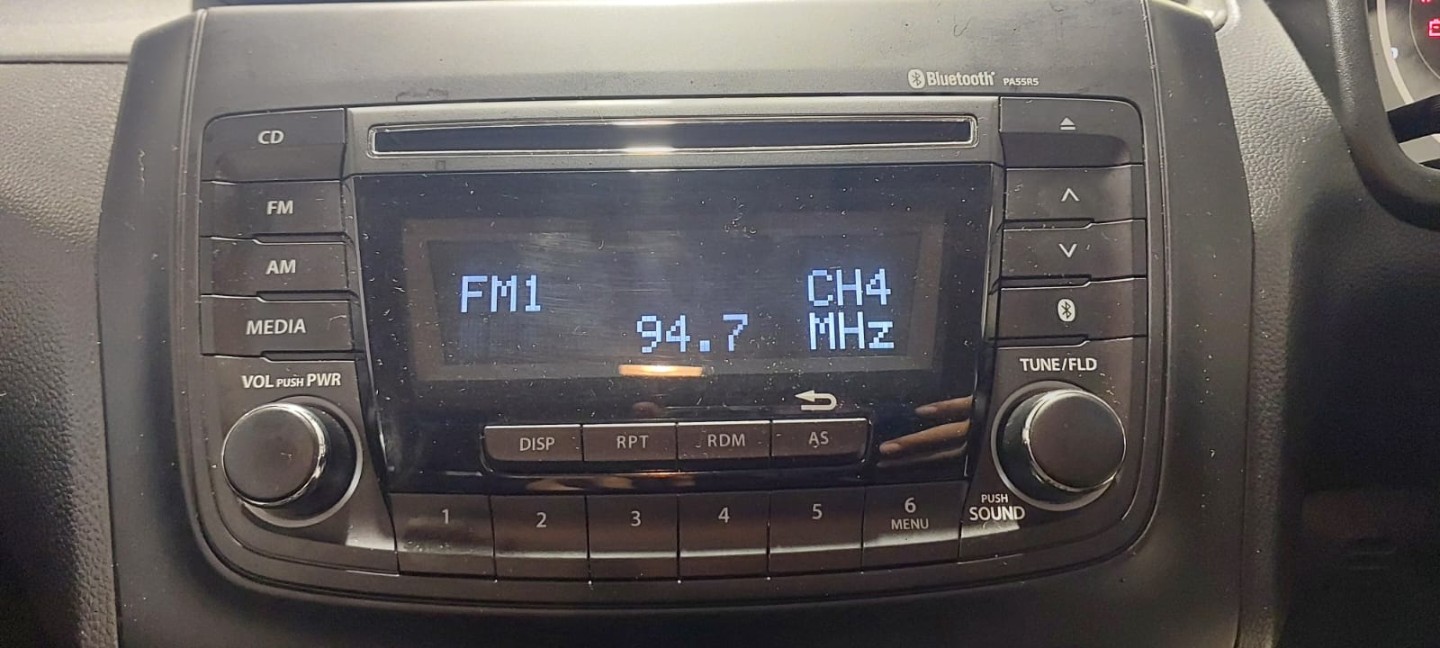 Bluetooth® PA55R5
CD
FM
AM
MEDIA
VOL PUSH PWR
FM1
CH4
94.7 MHz
DISP RPT RDM AS
TUNE/FLD
PUSH
SOUND
1 2 3 4 5 6
MENU